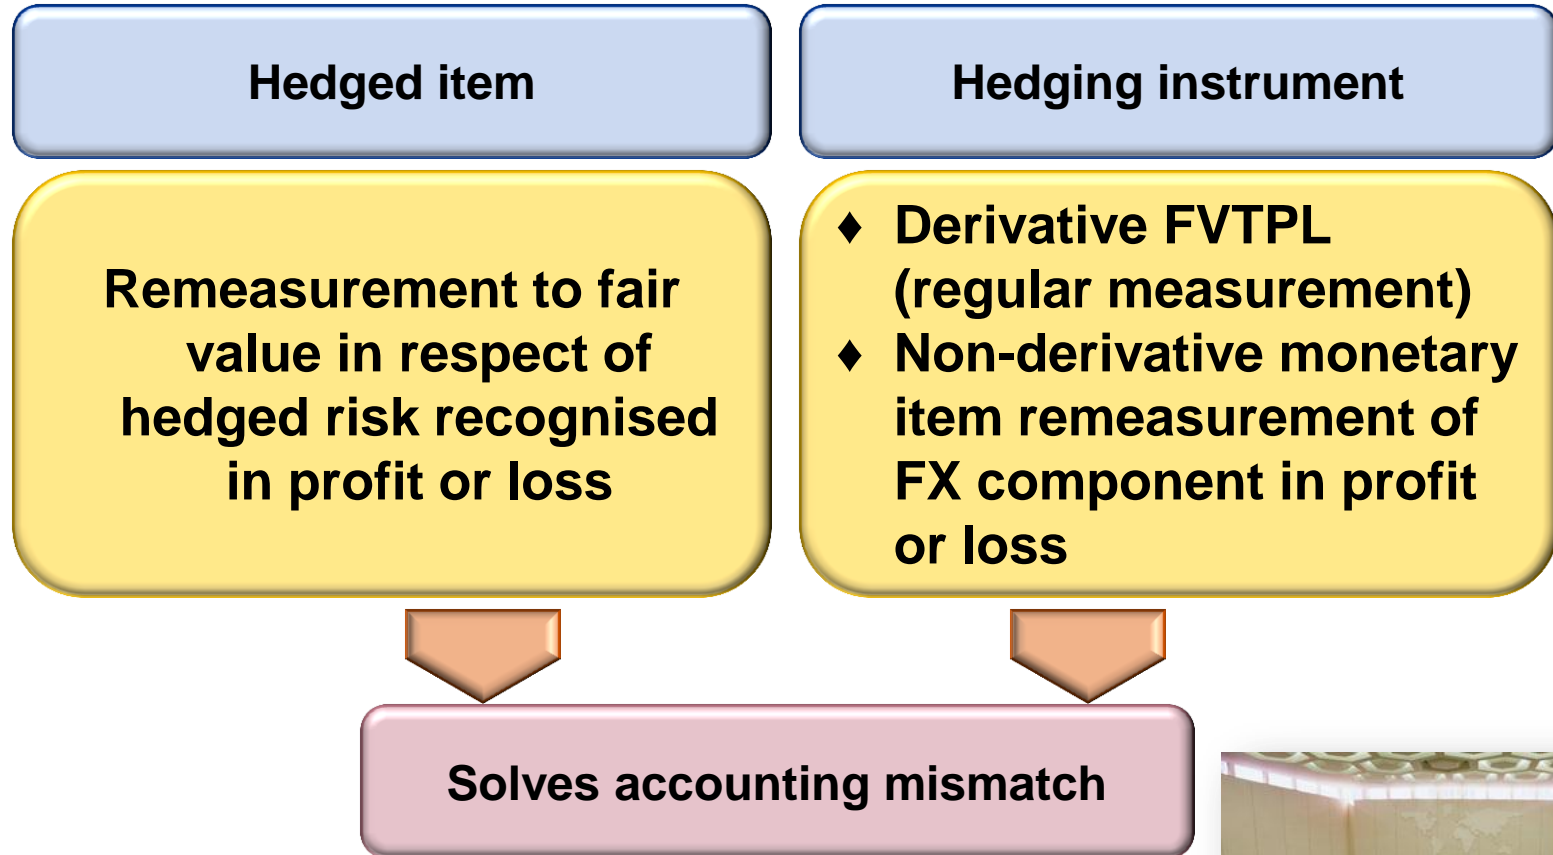 Hedged item
Hedging instrument
Remeasurement to fair
value in respect of
hedged risk recognised
in profit or loss
♦ Derivative FVTPL
(regular measurement)
♦ Non-derivative monetary
item remeasurement of
FX component in profit
or loss
Solves accounting mismatch